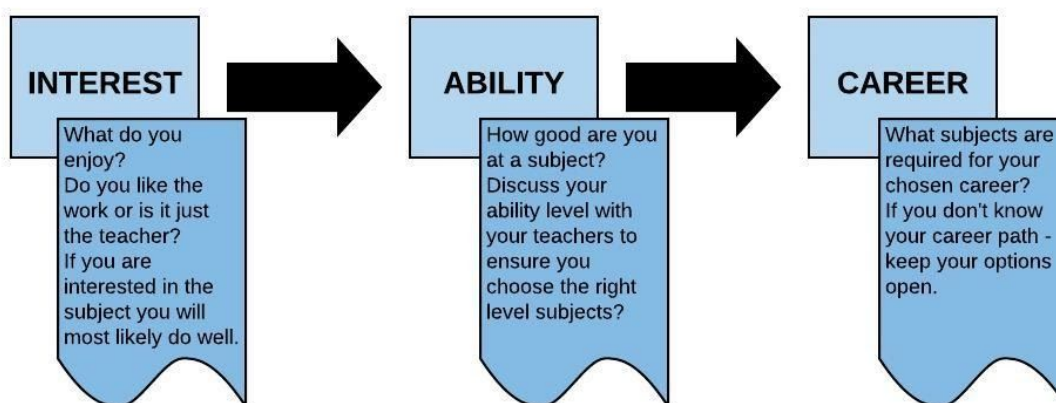 INTEREST
What do you
enjoy?
Do you like the
work or is it just
the teacher?
If you are
interested in the
subject you will
most likely do well.
ABILITY
How good are you
at a subject?
Discuss your
ability level with
your teachers to
ensure you
choose the right
level subjects?
CAREER
What subjects are
required for your
chosen career?
If you don't know
your career path -
keep your options
open.